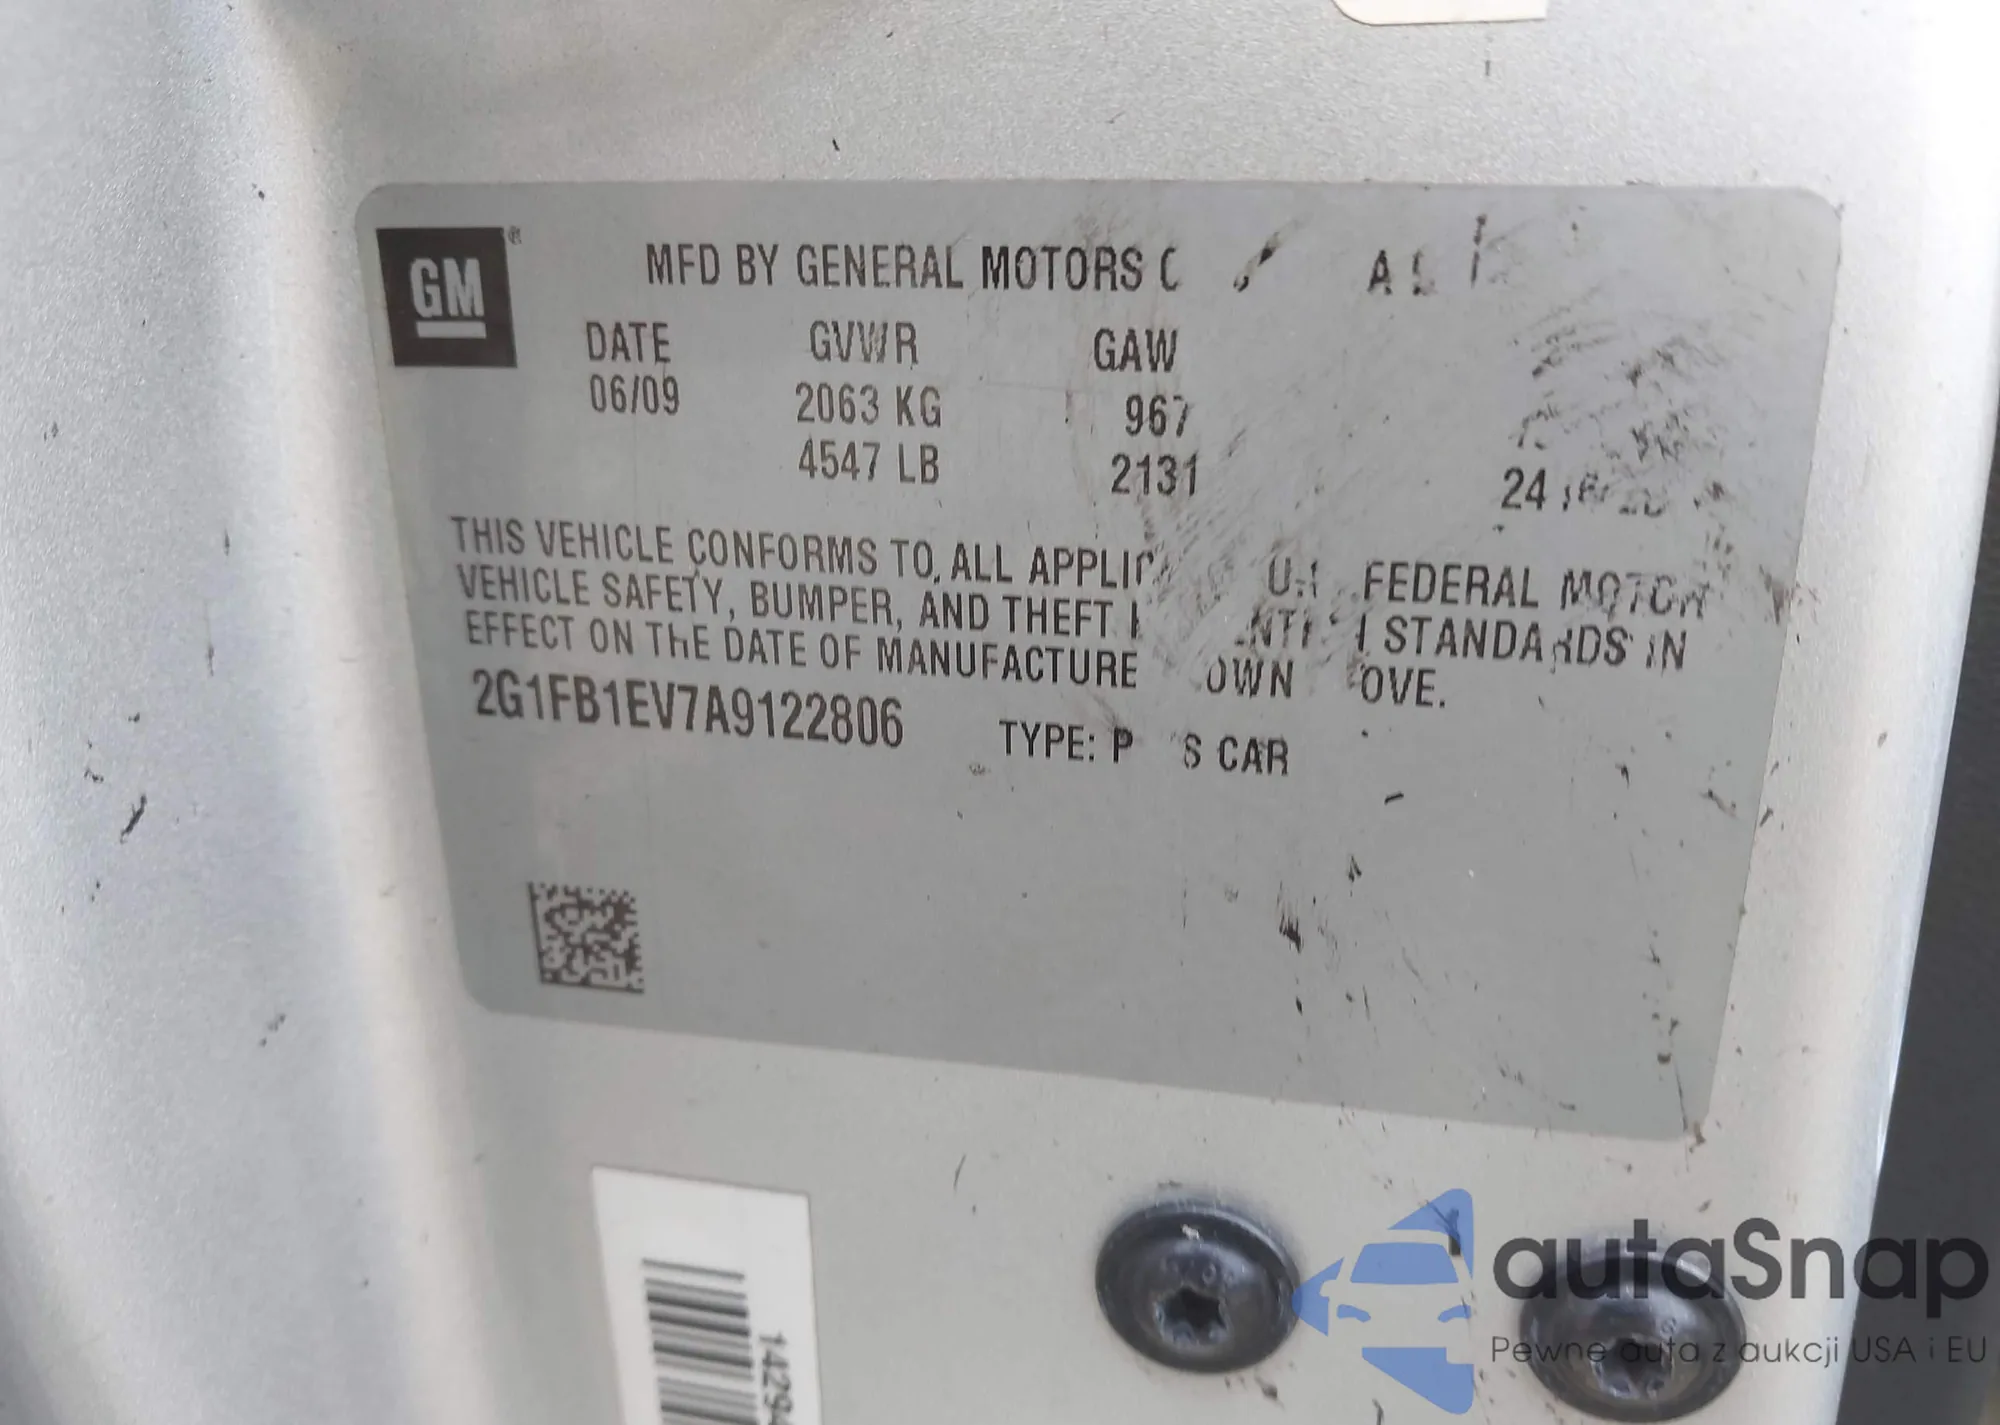 GM ®
MFD BY GENERAL MOTORS
DATE GVWR GAW
06/09 2063 KG 967
4547 LB 2131
THIS VEHICLE CONFORMS TO ALL FEDERAL MOTOR
VEHICLE SAFETY, BUMPER, AND THEFT STANDARDS IN
EFFECT ON THE DATE OF MANUFACTURE
2G1FB1EV7A9122806 TYPE: CAR
autaSnap
Pewne auta z aukcji USA i EU